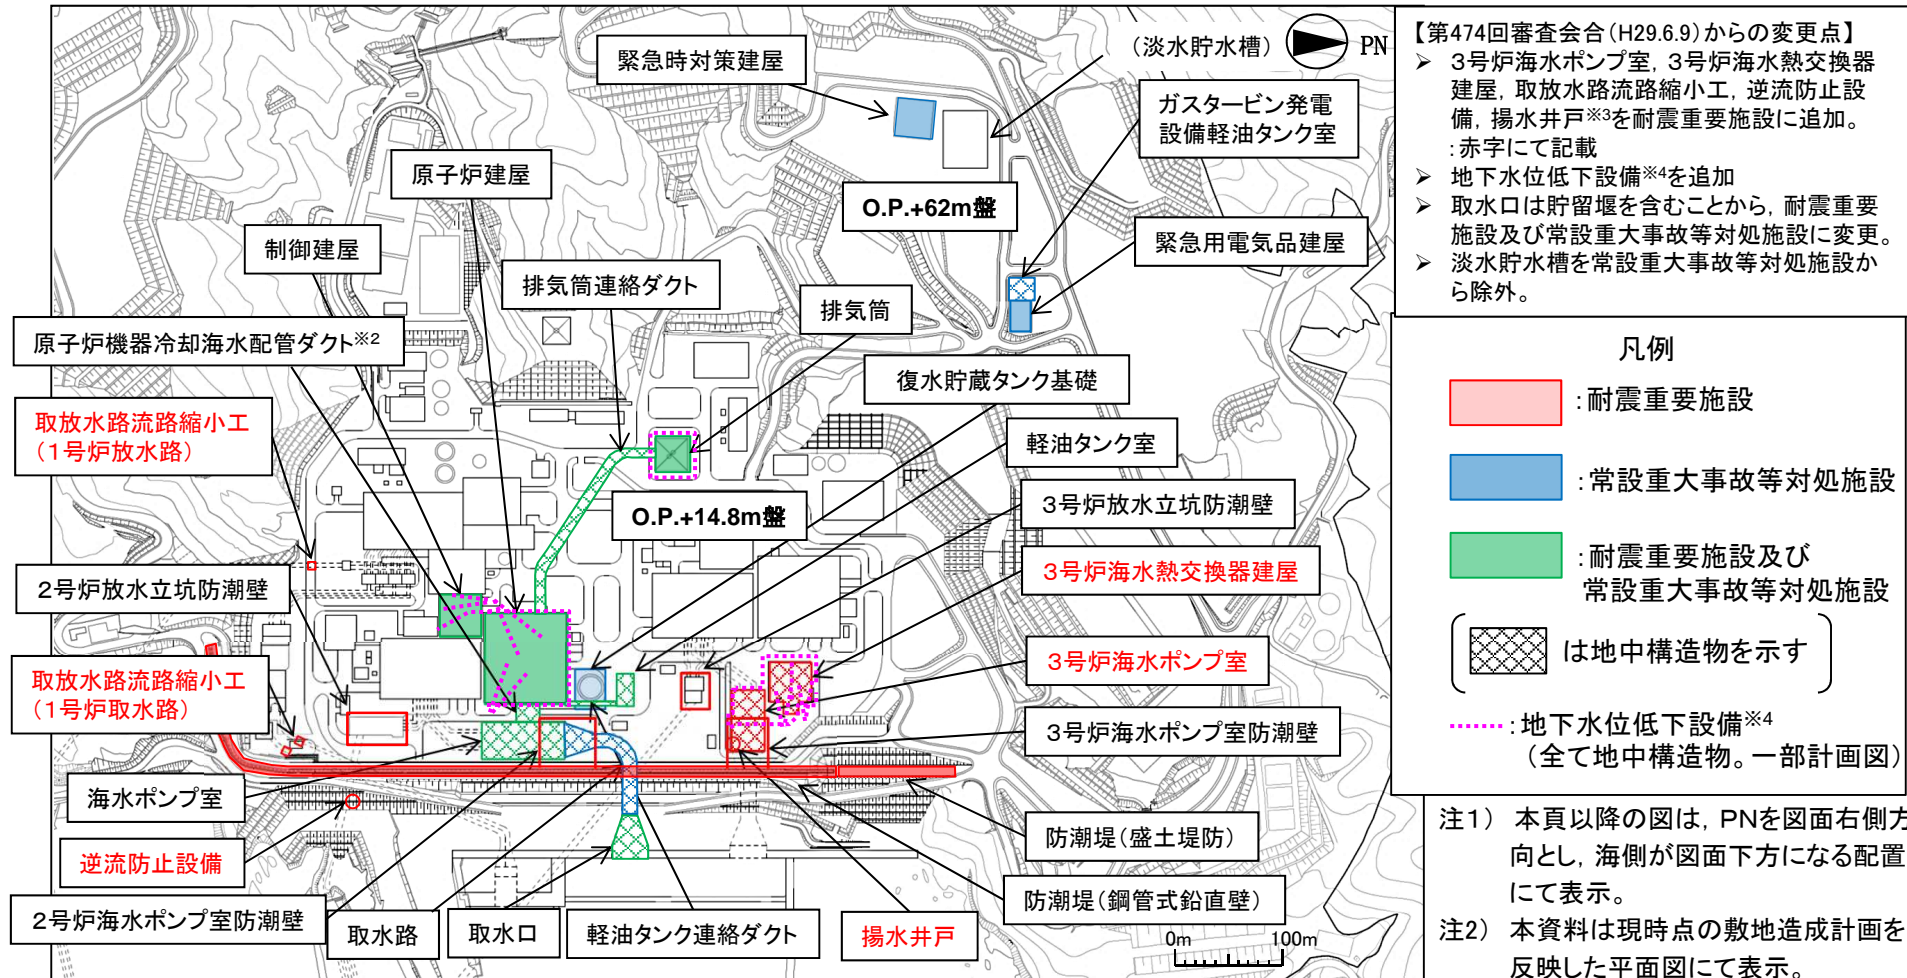 緊急時対策建屋
(淡水貯水槽)
PN
ガスタービン発電
設備軽油タンク室
原子炉建屋
O.P.+62m盤
緊急用電気品建屋
制御建屋
排気筒連絡ダクト
排気筒
原子炉機器冷却海水配管ダクト※2
復水貯蔵タンク基礎
取放水路流路縮小工
(1号炉放水路)
軽油タンク室
O.P.+14.8m盤
3号炉放水立坑防潮壁
3号炉海水熱交換器建屋
2号炉放水立坑防潮壁
3号炉海水ポンプ室
取放水路流路縮小工
(1号炉取水路)
3号炉海水ポンプ室防潮壁
海水ポンプ室
防潮堤(盛土堤防)
逆流防止設備
防潮堤(鋼管式鉛直壁)
2号炉海水ポンプ室防潮壁
取水路
取水口
軽油タンク連絡ダクト
揚水井戸
0m 100m
【第474回審査会合(H29.6.9)からの変更点】
➢ 3号炉海水ポンプ室,3号炉海水熱交換器
建屋,取放水路流路縮小工,逆流防止設
備,揚水井戸※3を耐震重要施設に追加。
:赤字にて記載
➢ 地下水位低下設備※4を追加
➢ 取水口は貯留堰を含むことから,耐震重要
施設及び常設重大事故等対処施設に変更。
➢ 淡水貯水槽を常設重大事故等対処施設か
ら除外。
凡例
:耐震重要施設
:常設重大事故等対処施設
:耐震重要施設及び
常設重大事故等対処施設
は地中構造物を示す
:地下水位低下設備※4
(全て地中構造物。一部計画図)
注1) 本頁以降の図は,PNを図面右側方
向とし,海側が図面下方になる配置
にて表示。
注2) 本資料は現時点の敷地造成計画を
反映した平面図にて表示。